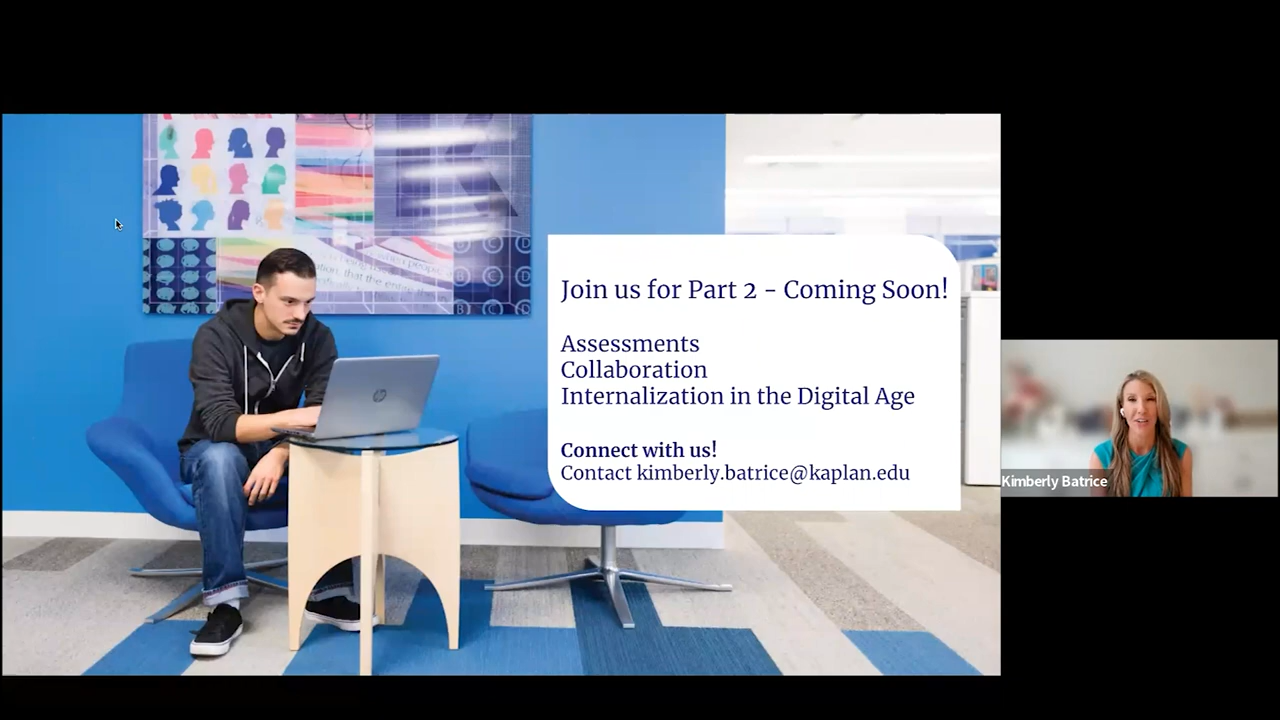 Join us for Part 2 - Coming Soon!
Assessments
Collaboration
Internalization in the Digital Age
Connect with us!
Contact kimberly.batrice@kaplan.edu
Kimberly Batrice
hp